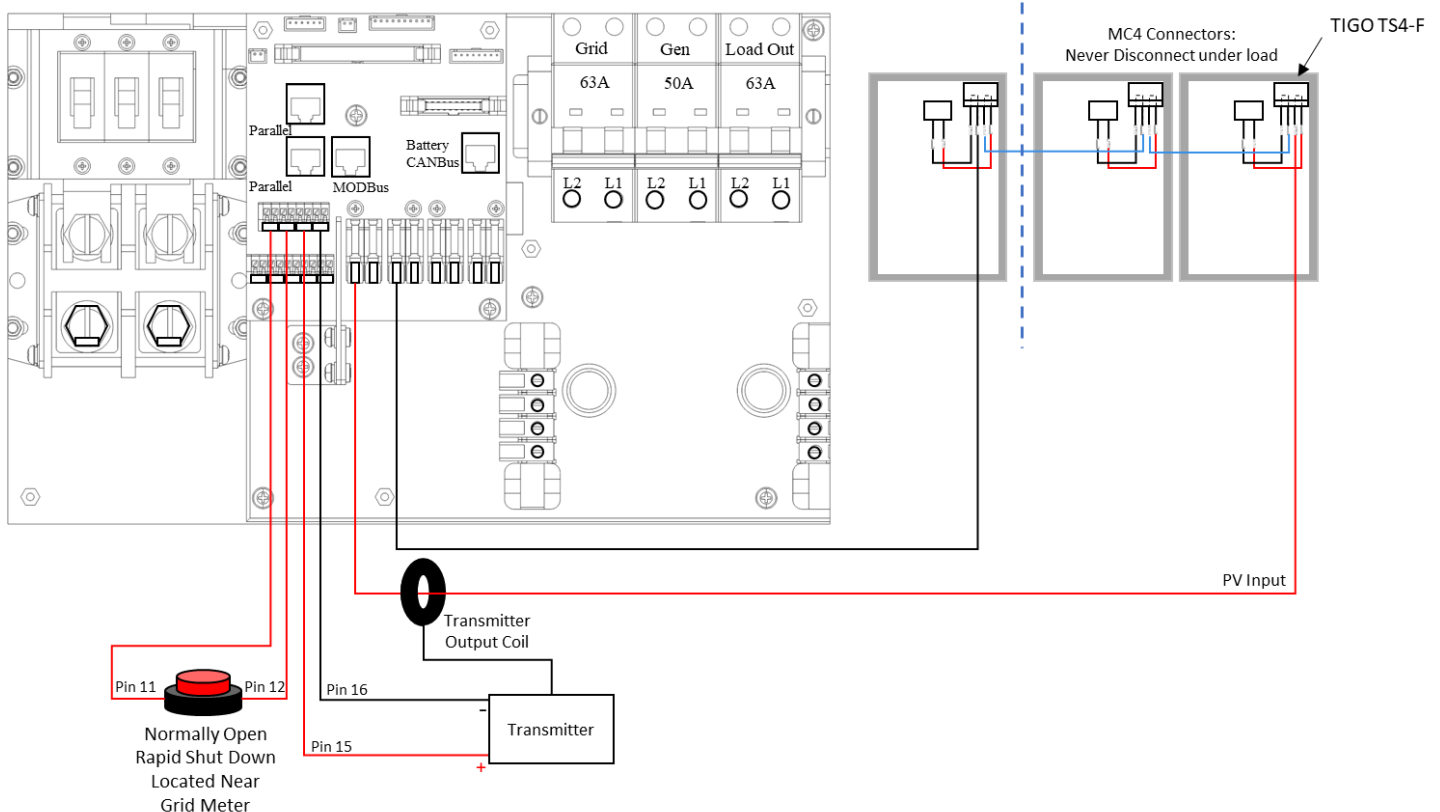 Grid
Gen
Load Out
63A
50A
63A
L2
L1
L2
L1
L2
L1
Parallel
Parallel
MODBus
Battery
CANBus
MC4 Connectors:
Never Disconnect under load
TIGO TS4-F
PV Input
Transmitter
Output Coil
Pin 11
Pin 12
Pin 16
Pin 15
-
+
Transmitter
Normally Open
Rapid Shut Down
Located Near
Grid Meter